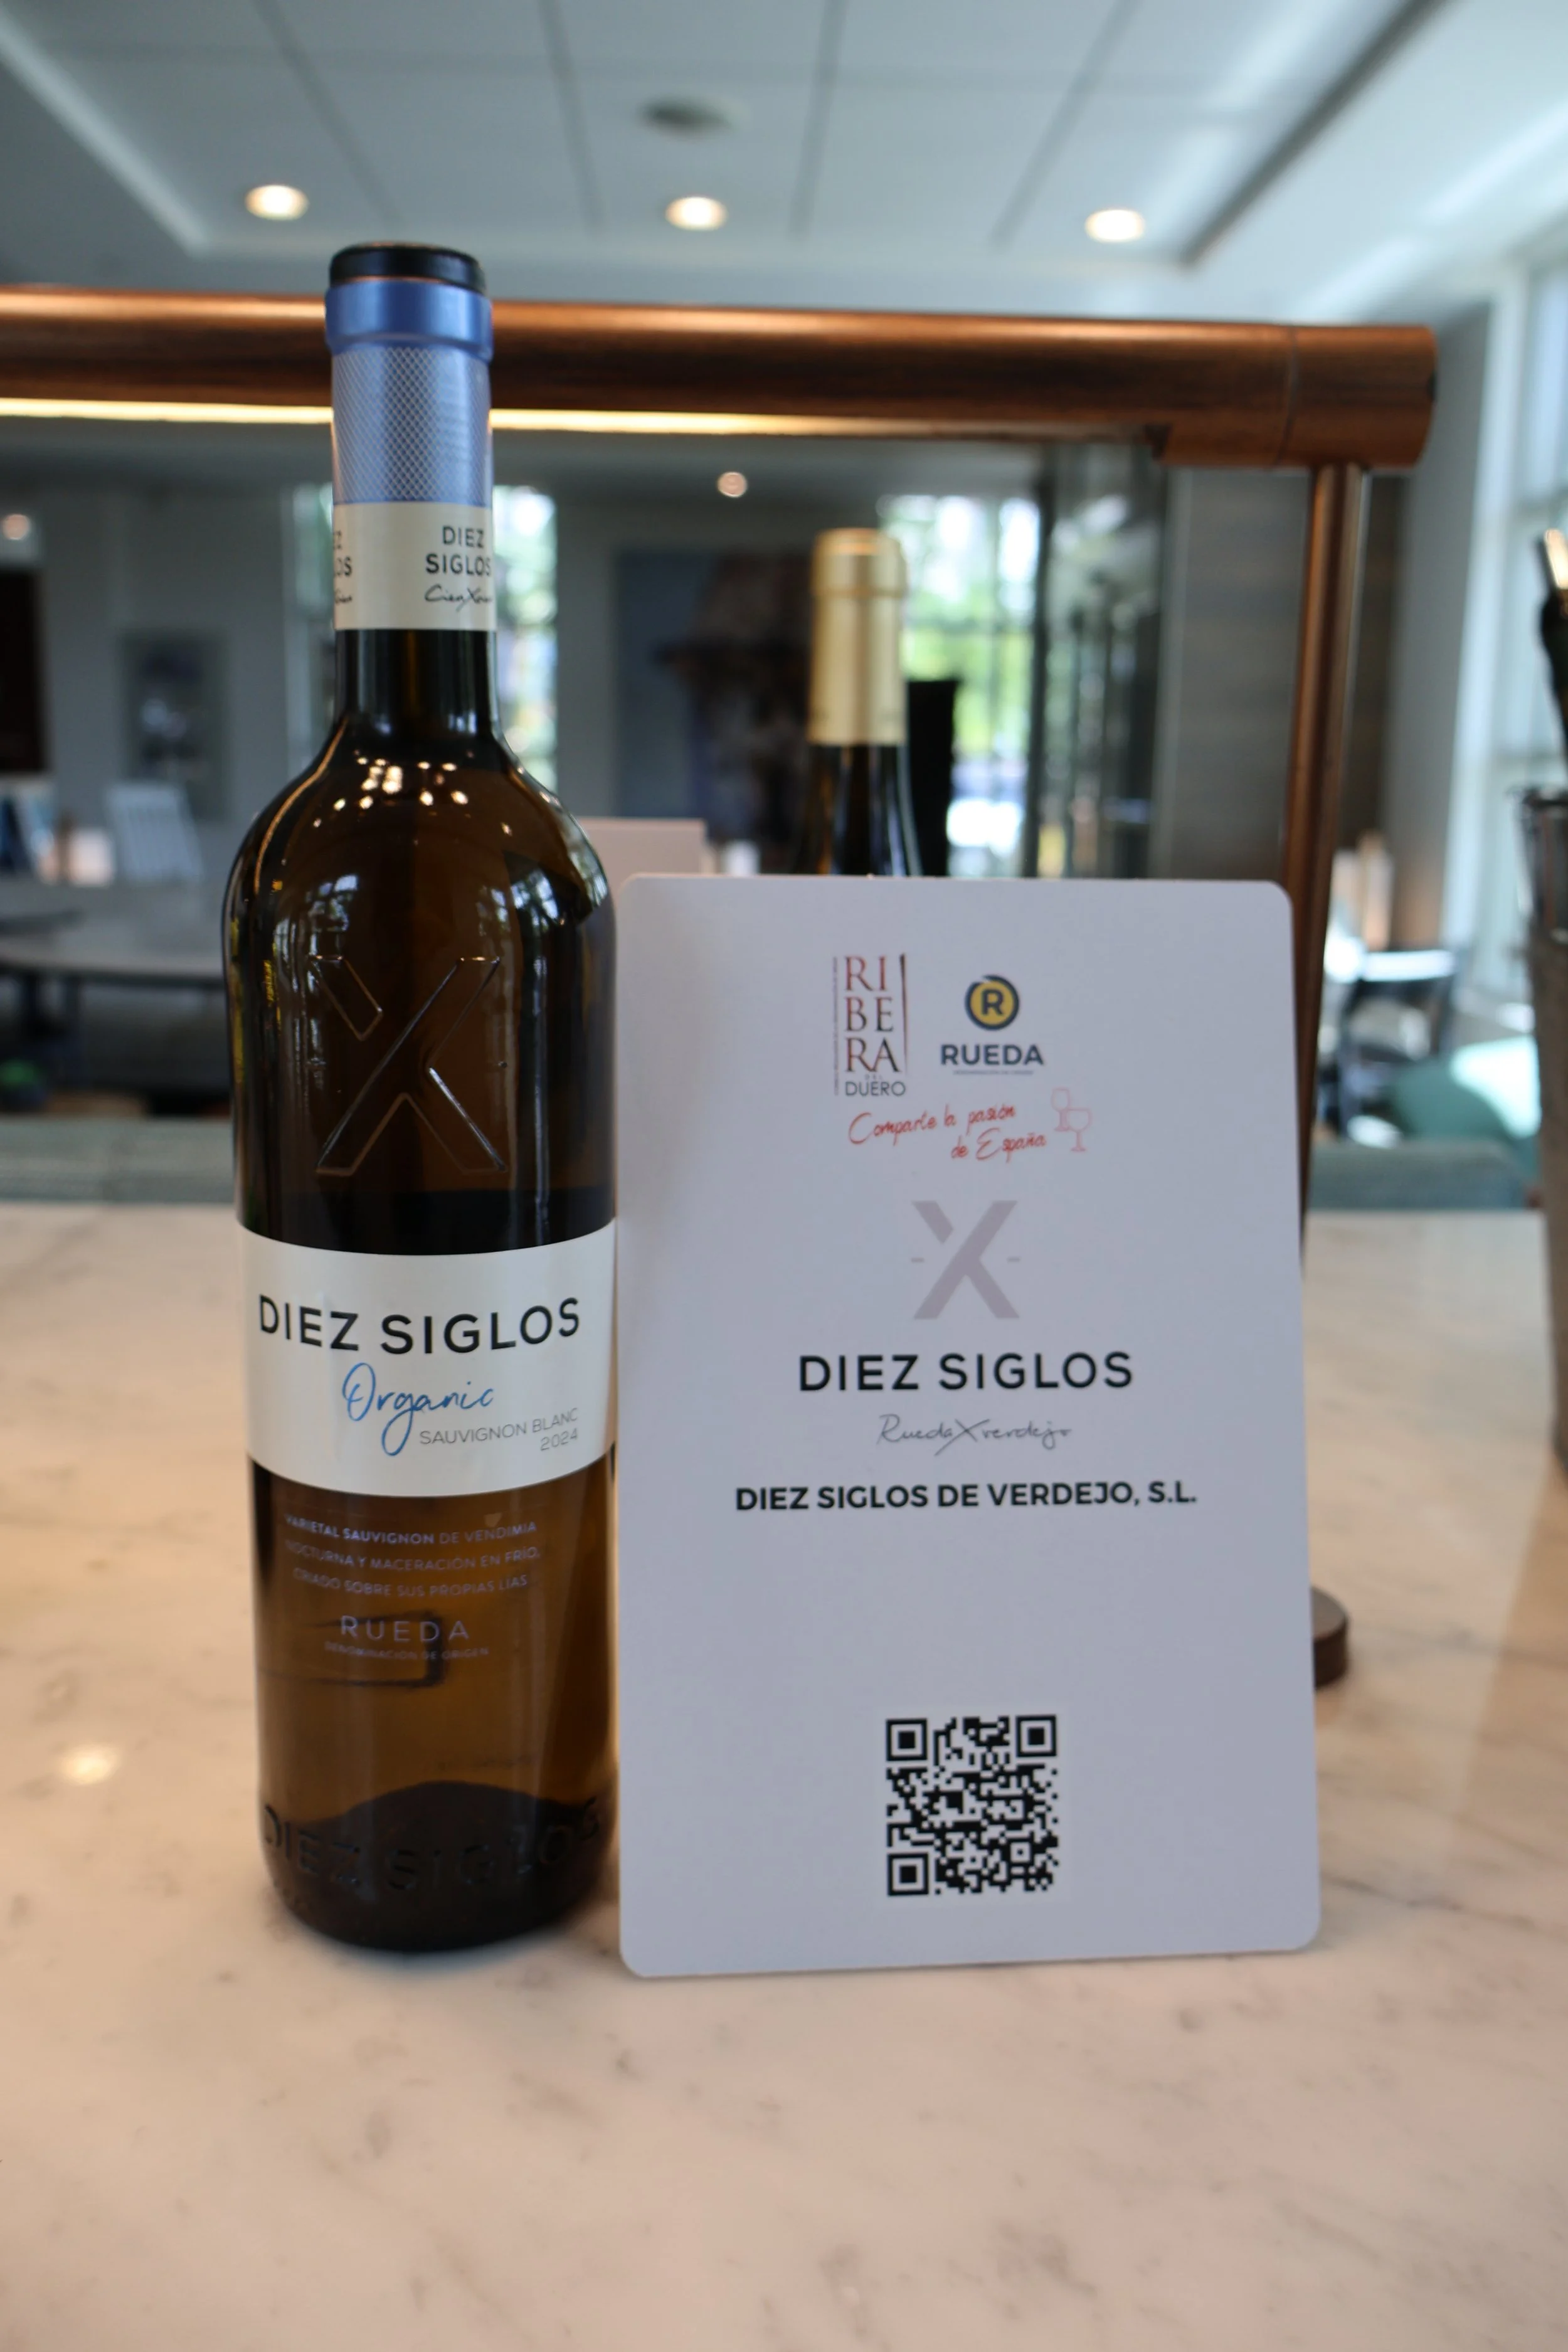 DIEZ
SIGLOS
DIEZ SIGLOS
Organic
SAUVIGNON BLANC
2024
VARIETAL SAUVIGNON DE VENDIMIA
NOCTURNA Y MACERACIÓN EN FRÍO,
CRIADO SOBRE SUS PROPIAS LÍAS
RUEDA
DENOMINACIÓN DE ORIGEN
DIEZ SIGLOS
RI
BE
RA
DEL
DUERO
R
RUEDA
Comparte la pasión
de España
X
DIEZ SIGLOS
RuedaXverdejo
DIEZ SIGLOS DE VERDEJO, S.L.